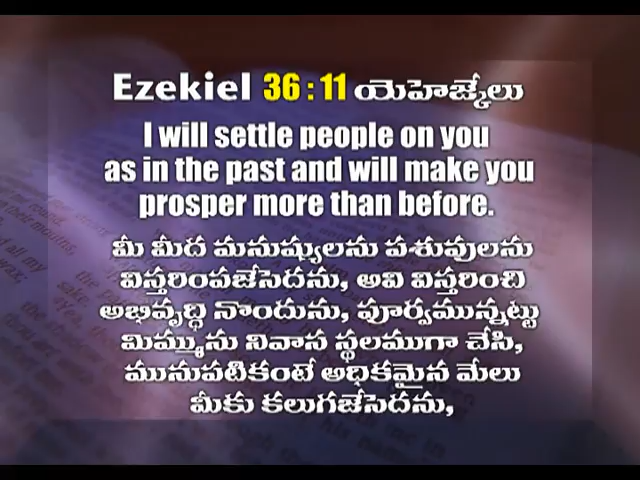 Ezekiel 36 : 11 యెహెజ్కేలు
I will settle people on you
as in the past and will make you
prosper more than before.
మీ మీద మనుష్యులను పశువులను
విస్తరింపజేసెదను, అవి విస్తరించి
అభివృద్ధి నొందును, పూర్వమున్నట్టు
మిమ్మును నివాస స్థలముగా చేసి,
మునుపటికంటే అధికమైన మేలు
మీకు కలుగజేసెదను,